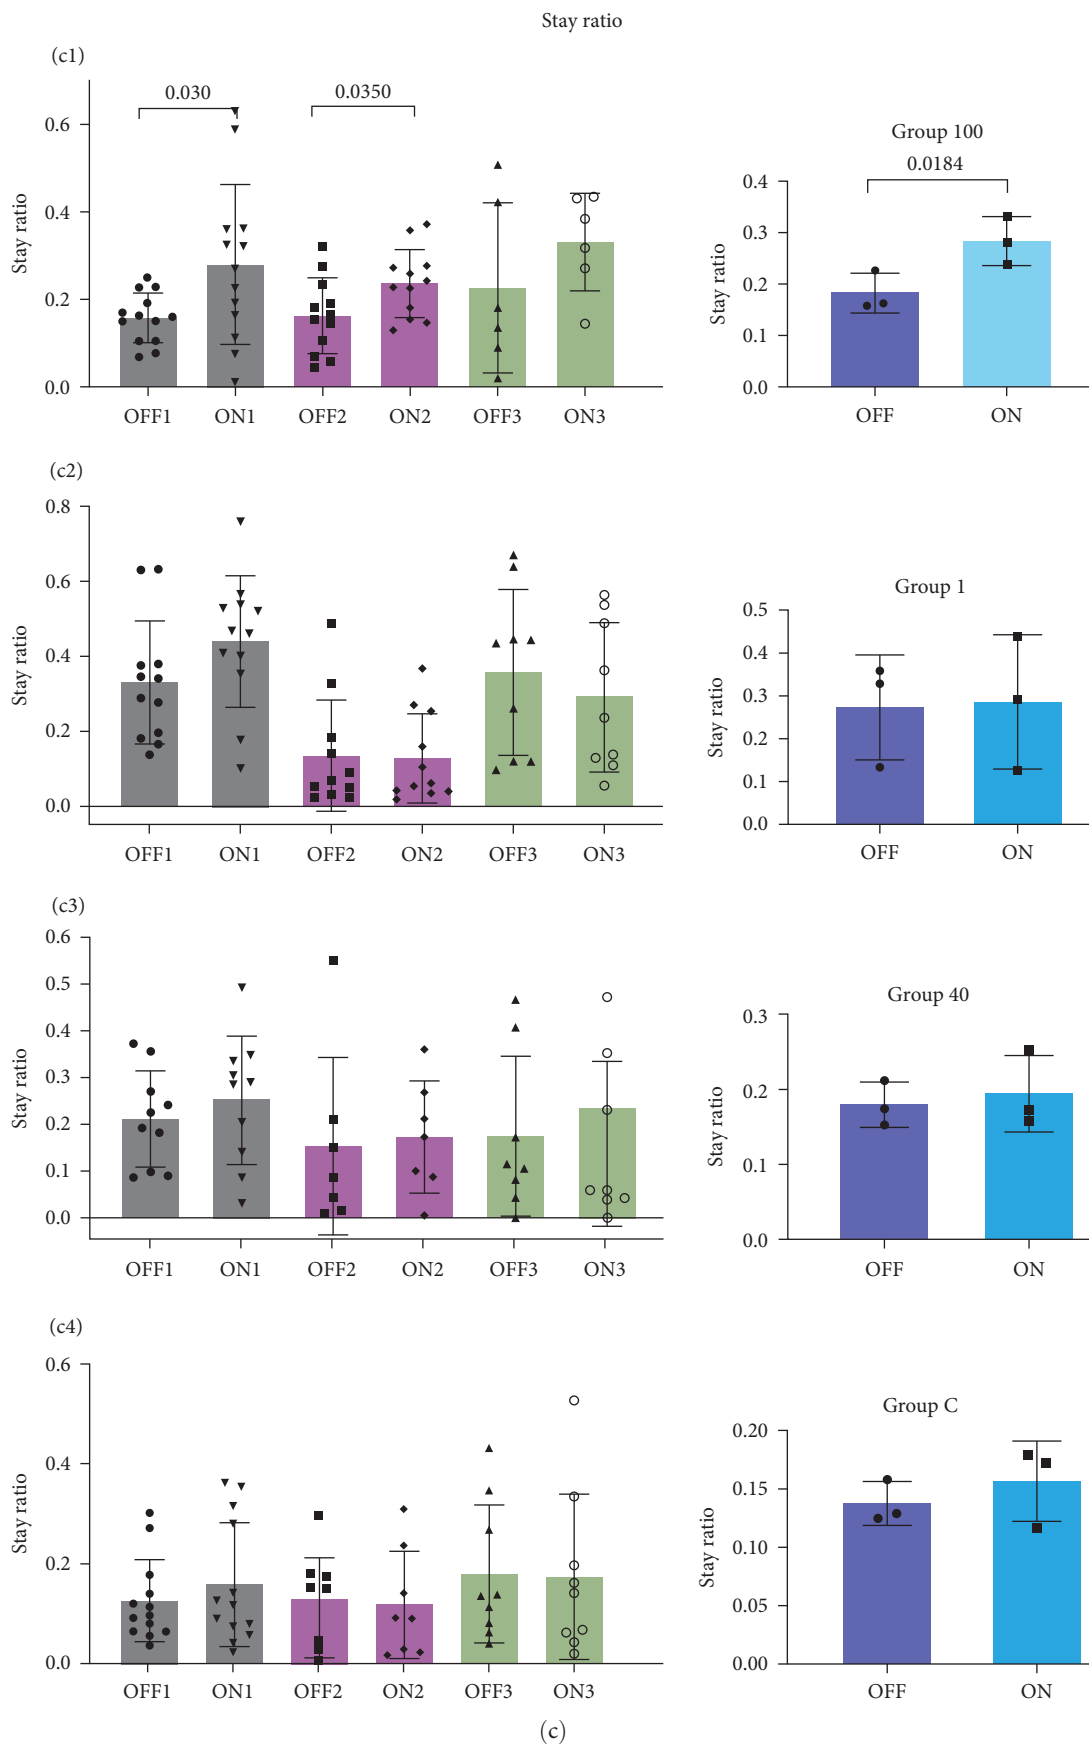 Stay ratio
(c1)
0.030
0.0350
0.6
0.4
0.2
0.0
Stay ratio
OFF1 ON1 OFF2 ON2 OFF3 ON3
Group 100
0.0184
0.4
0.3
0.2
0.1
0.0
Stay ratio
OFF ON
(c2)
0.8
0.6
0.4
0.2
0.0
Stay ratio
OFF1 ON1 OFF2 ON2 OFF3 ON3
Group 1
0.5
0.4
0.3
0.2
0.1
0.0
Stay ratio
OFF ON
(c3)
0.6
0.5
0.4
0.3
0.2
0.1
0.0
Stay ratio
OFF1 ON1 OFF2 ON2 OFF3 ON3
Group 40
0.3
0.2
0.1
0.0
Stay ratio
OFF ON
(c4)
0.6
0.4
0.2
0.0
Stay ratio
OFF1 ON1 OFF2 ON2 OFF3 ON3
Group C
0.20
0.15
0.10
0.05
0.00
Stay ratio
OFF ON
(c)